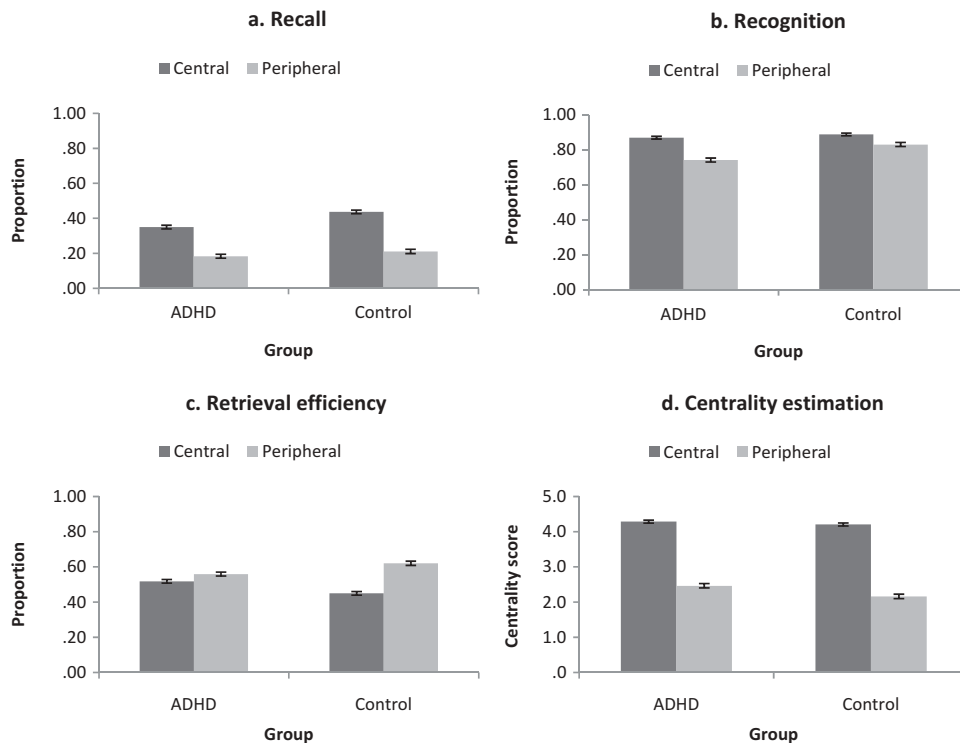 a. Recall
Central Peripheral
1.00
.80
.60
.40
.20
.00
Proportion
ADHD Control
Group
b. Recognition
Central Peripheral
1.00
.80
.60
.40
.20
.00
Proportion
ADHD Control
Group
c. Retrieval efficiency
Central Peripheral
1.00
.80
.60
.40
.20
.00
Proportion
ADHD Control
Group
d. Centrality estimation
Central Peripheral
5.0
4.0
3.0
2.0
1.0
.0
Centrality score
ADHD Control
Group